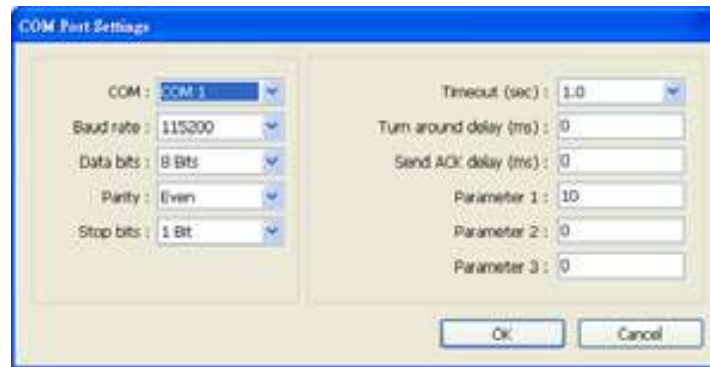 COM Port Settings
COM : COM 1
Baud rate : 115200
Data bits : 8 Bits
Parity : Even
Stop bits : 1 Bit
Timeout (sec) : 1.0
Turn around delay (ms) : 0
Send ACK delay (ms) : 0
Parameter 1 : 10
Parameter 2 : 0
Parameter 3 : 0
OK
Cancel